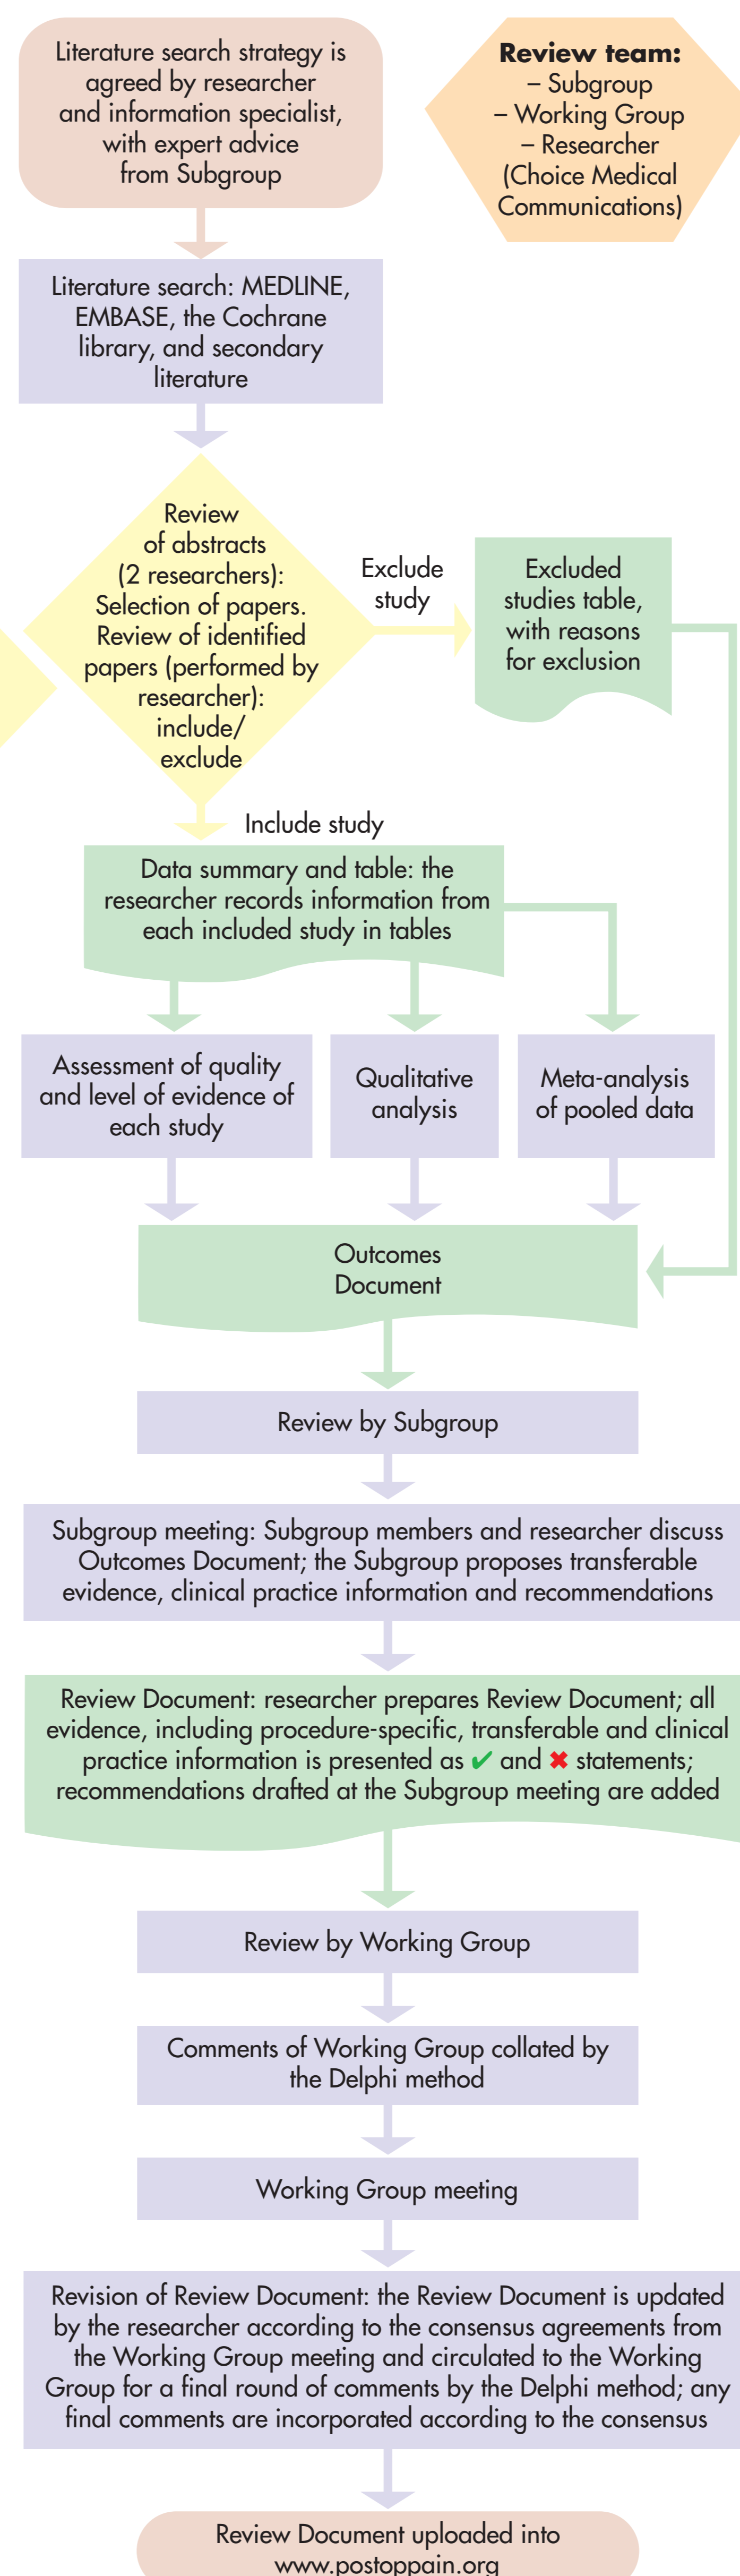 Literature search strategy is
agreed by researcher
and information specialist,
with expert advice
from Subgroup
Review team:
– Subgroup
– Working Group
– Researcher
(Choice Medical
Communications)
Literature search: MEDLINE,
EMBASE, the Cochrane
library, and secondary
literature
Review
of abstracts
(2 researchers):
Selection of papers.
Review of identified
papers (performed by
researcher):
include/
exclude
Exclude
study
Excluded
studies table,
with reasons
for exclusion
Include study
Data summary and table: the
researcher records information from
each included study in tables
Assessment of quality
and level of evidence of
each study
Qualitative
analysis
Meta-analysis
of pooled data
Outcomes
Document
Review by Subgroup
Subgroup meeting: Subgroup members and researcher discuss
Outcomes Document; the Subgroup proposes transferable
evidence, clinical practice information and recommendations
Review Document: researcher prepares Review Document; all
evidence, including procedure-specific, transferable and clinical
practice information is presented as ✔ and ✖ statements;
recommendations drafted at the Subgroup meeting are added
Review by Working Group
Comments of Working Group collated by
the Delphi method
Working Group meeting
Revision of Review Document: the Review Document is updated
by the researcher according to the consensus agreements from
the Working Group meeting and circulated to the Working
Group for a final round of comments by the Delphi method; any
final comments are incorporated according to the consensus
Review Document uploaded into
www.postoppain.org